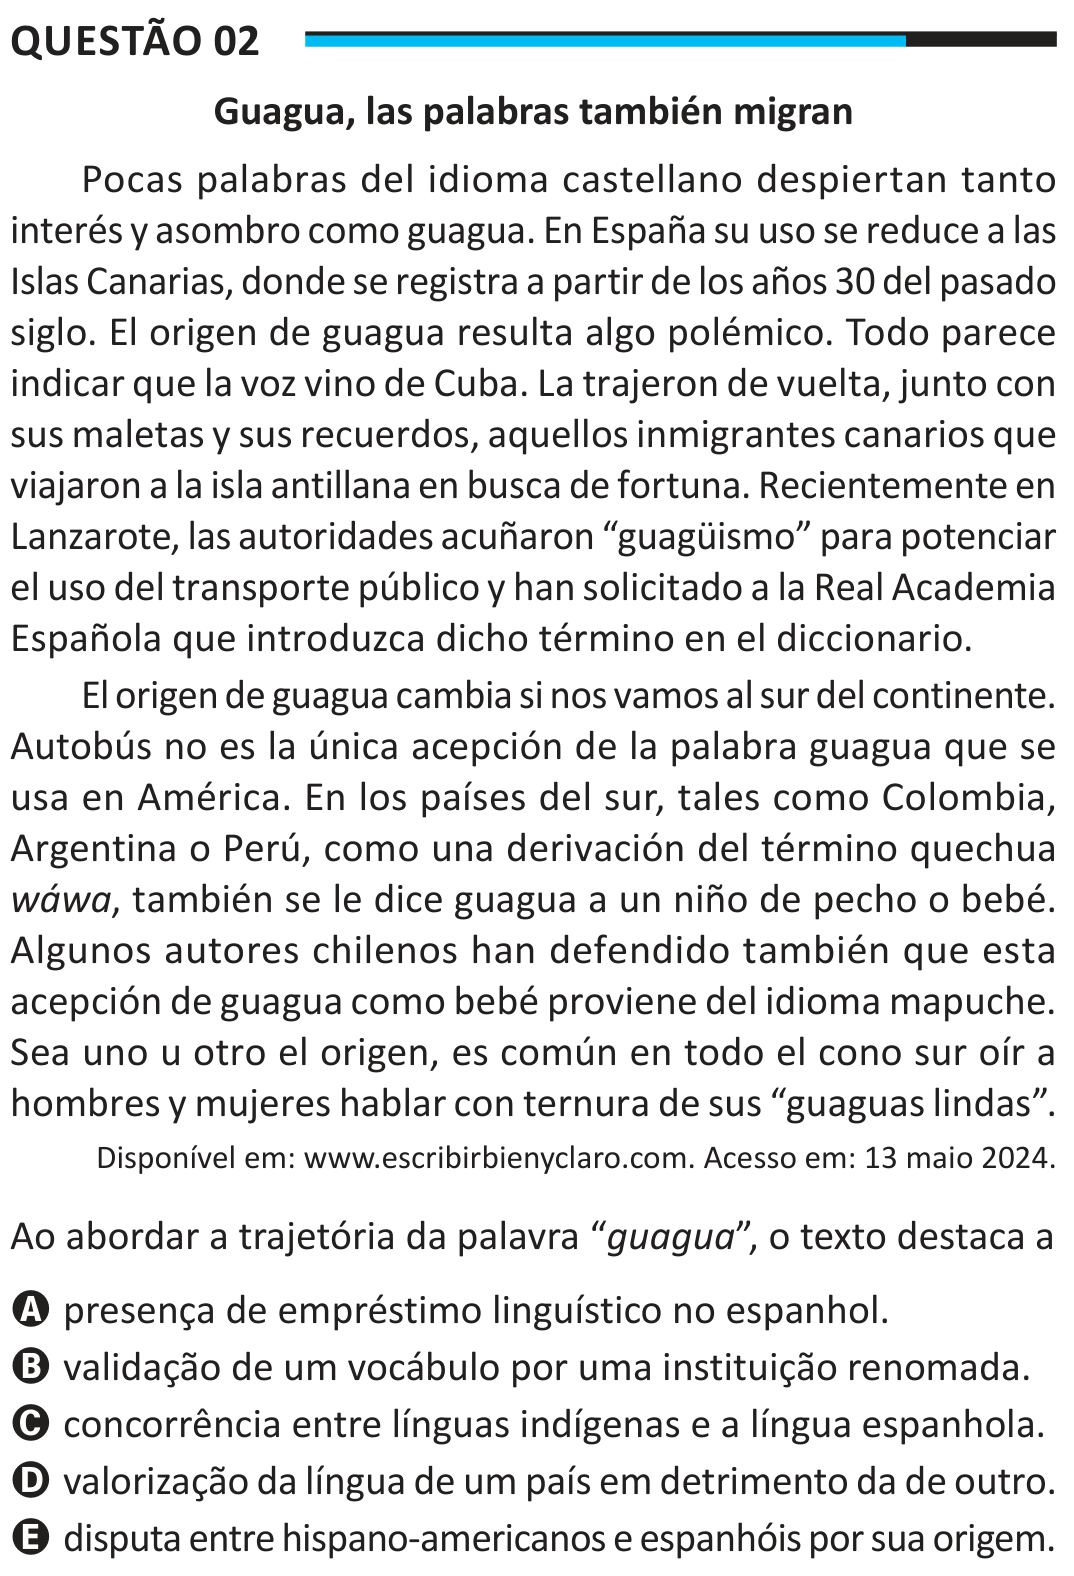 QUESTÃO 02
Guagua, las palabras también migran
Pocas palabras del idioma castellano despiertan tanto
interés y asombro como guagua. En España su uso se reduce a las
Islas Canarias, donde se registra a partir de los años 30 del pasado
siglo. El origen de guagua resulta algo polémico. Todo parece
indicar que la voz vino de Cuba. La trajeron de vuelta, junto con
sus maletas y sus recuerdos, aquellos inmigrantes canarios que
viajaron a la isla antillana en busca de fortuna. Recientemente en
Lanzarote, las autoridades acuñaron “guagüismo” para potenciar
el uso del transporte público y han solicitado a la Real Academia
Española que introduzca dicho término en el diccionario.
El origen de guagua cambia si nos vamos al sur del continente.
Autobús no es la única acepción de la palabra guagua que se
usa en América. En los países del sur, tales como Colombia,
Argentina o Perú, como una derivación del término quechua
wáwa, también se le dice guagua a un niño de pecho o bebé.
Algunos autores chilenos han defendido también que esta
acepción de guagua como bebé proviene del idioma mapuche.
Sea uno u otro el origen, es común en todo el cono sur oír a
hombres y mujeres hablar con ternura de sus “guaguas lindas”.
Disponível em: www.escribirbienyclaro.com. Acesso em: 13 maio 2024.
Ao abordar a trajetória da palavra “guagua”, o texto destaca a
A presença de empréstimo linguístico no espanhol.
B validação de um vocábulo por uma instituição renomada.
C concorrência entre línguas indígenas e a língua espanhola.
D valorização da língua de um país em detrimento da de outro.
E disputa entre hispano-americanos e espanhóis por sua origem.